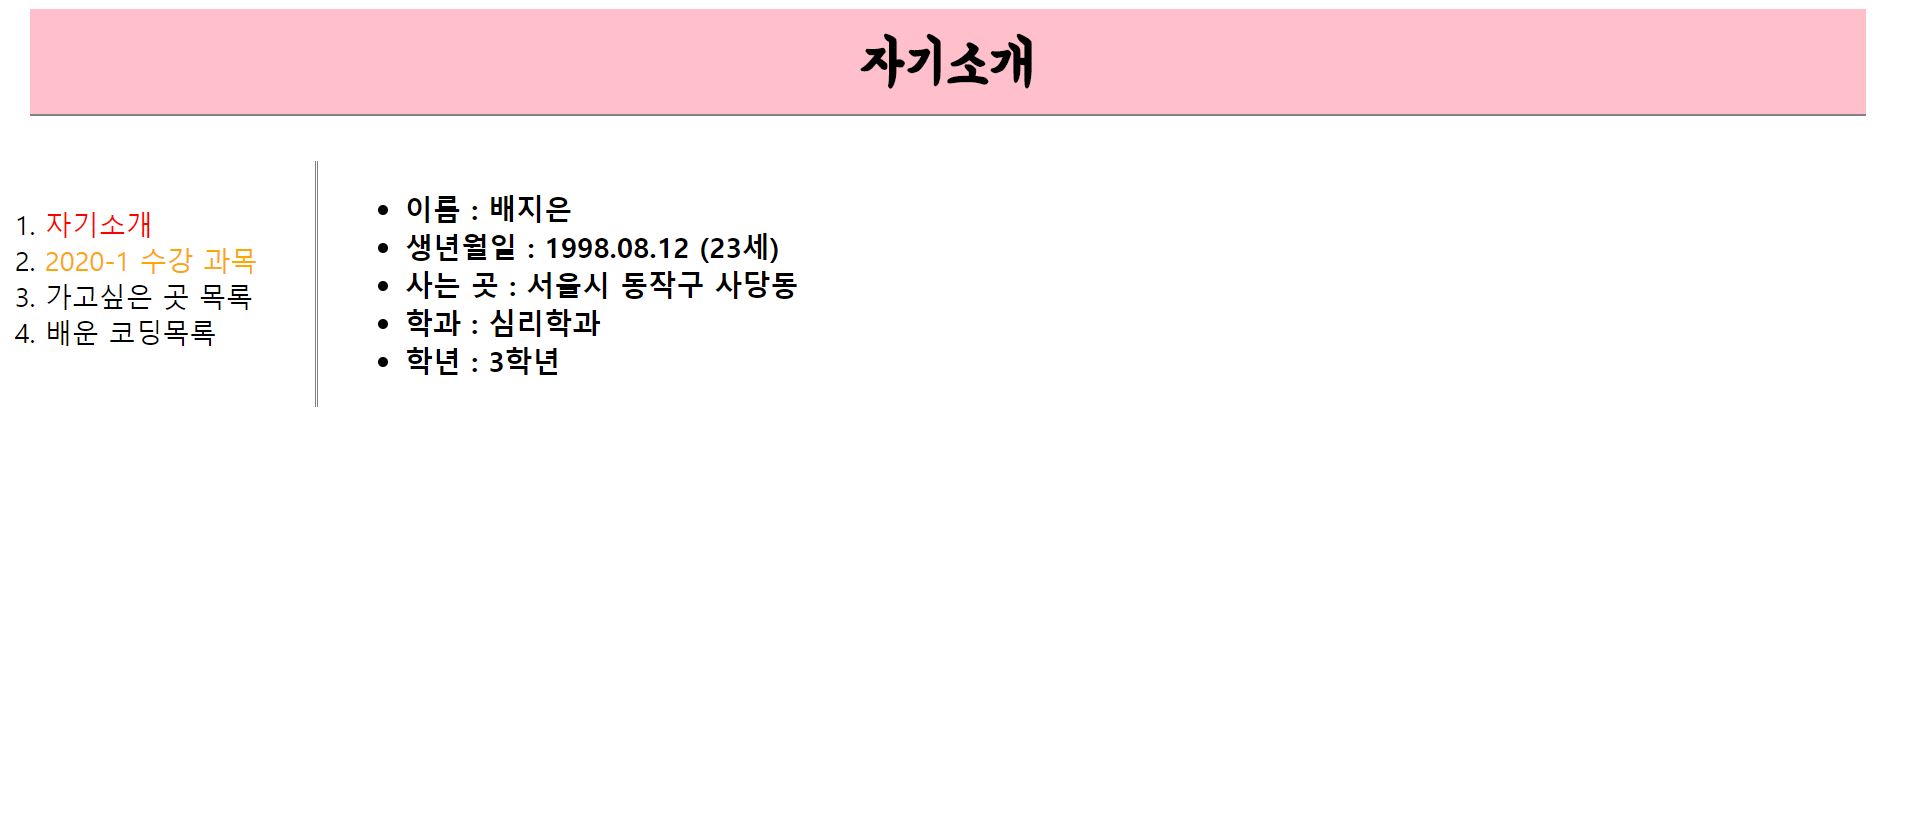 자기소개
1. 자기소개
2. 2020-1 수강 과목
3. 가고싶은 곳 목록
4. 배운 코딩목록
• 이름 : 배지은
• 생년월일 : 1998.08.12 (23세)
• 사는 곳 : 서울시 동작구 사당동
• 학과 : 심리학과
• 학년 : 3학년